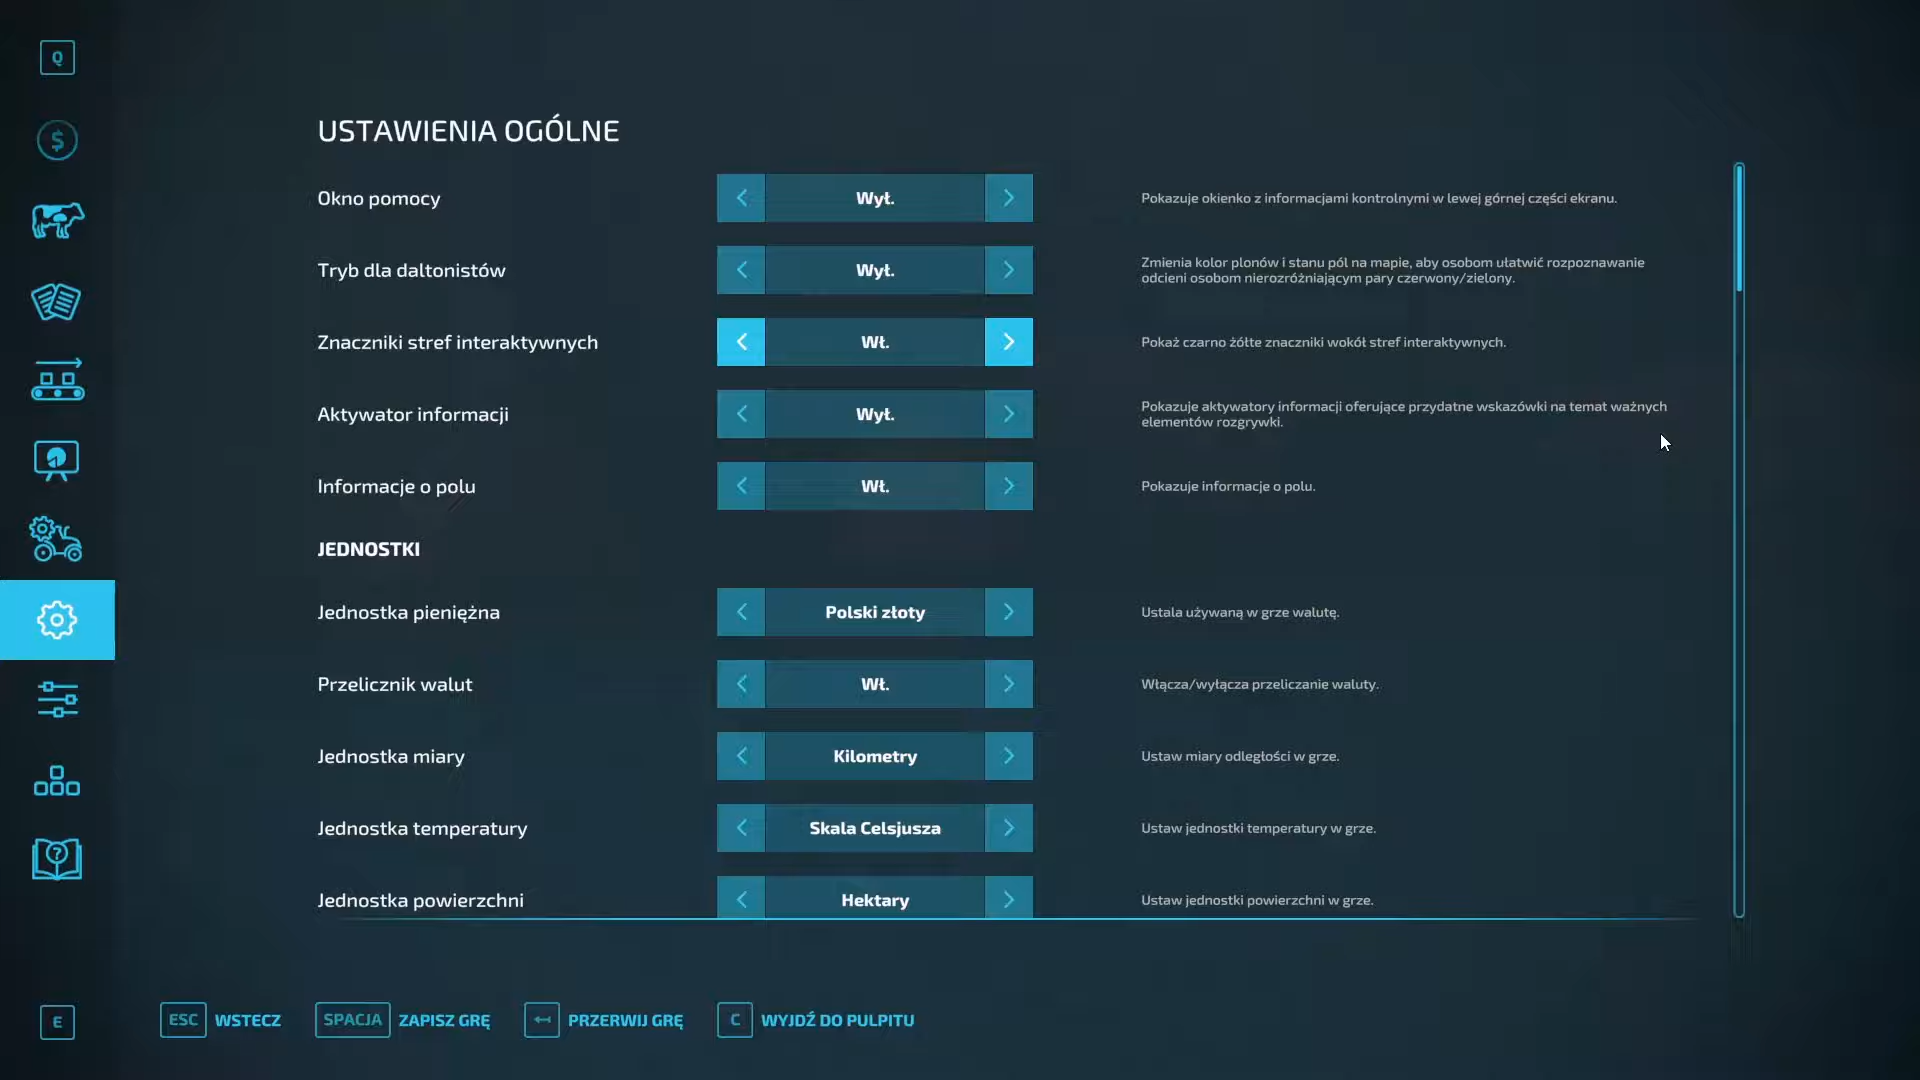 Q
$
USTAWIENIA OGÓLNE
Okno pomocy
Wył.
Pokazuje okienko z informacjami kontrolnymi w lewej górnej części ekranu.
Tryb dla daltonistów
Wył.
Zmienia kolor plonów i stanu pól na mapie, aby osobom ułatwić rozpoznawanie
odcieni osobom nierozróżniającym pary czerwony/zielony.
Znaczniki stref interaktywnych
Wł.
Pokaż czarno żółte znaczniki wokół stref interaktywnych.
Aktywator informacji
Wył.
Pokazuje aktywatory informacji oferujące przydatne wskazówki na temat ważnych
elementów rozgrywki.
Informacje o polu
Wł.
Pokazuje informacje o polu.
JEDNOSTKI
Jednostka pieniężna
Polski złoty
Ustala używaną w grze walutę.
Przelicznik walut
Wł.
Włącza/wyłącza przeliczanie waluty.
Jednostka miary
Kilometry
Ustaw miary odległości w grze.
Jednostka temperatury
Skala Celsjusza
Ustaw jednostki temperatury w grze.
Jednostka powierzchni
Hektary
Ustaw jednostki powierzchni w grze.
E
ESC WSTECZ SPACJA ZAPISZ GRĘ PRZERWIJ GRĘ C WYJDŹ DO PULPITU